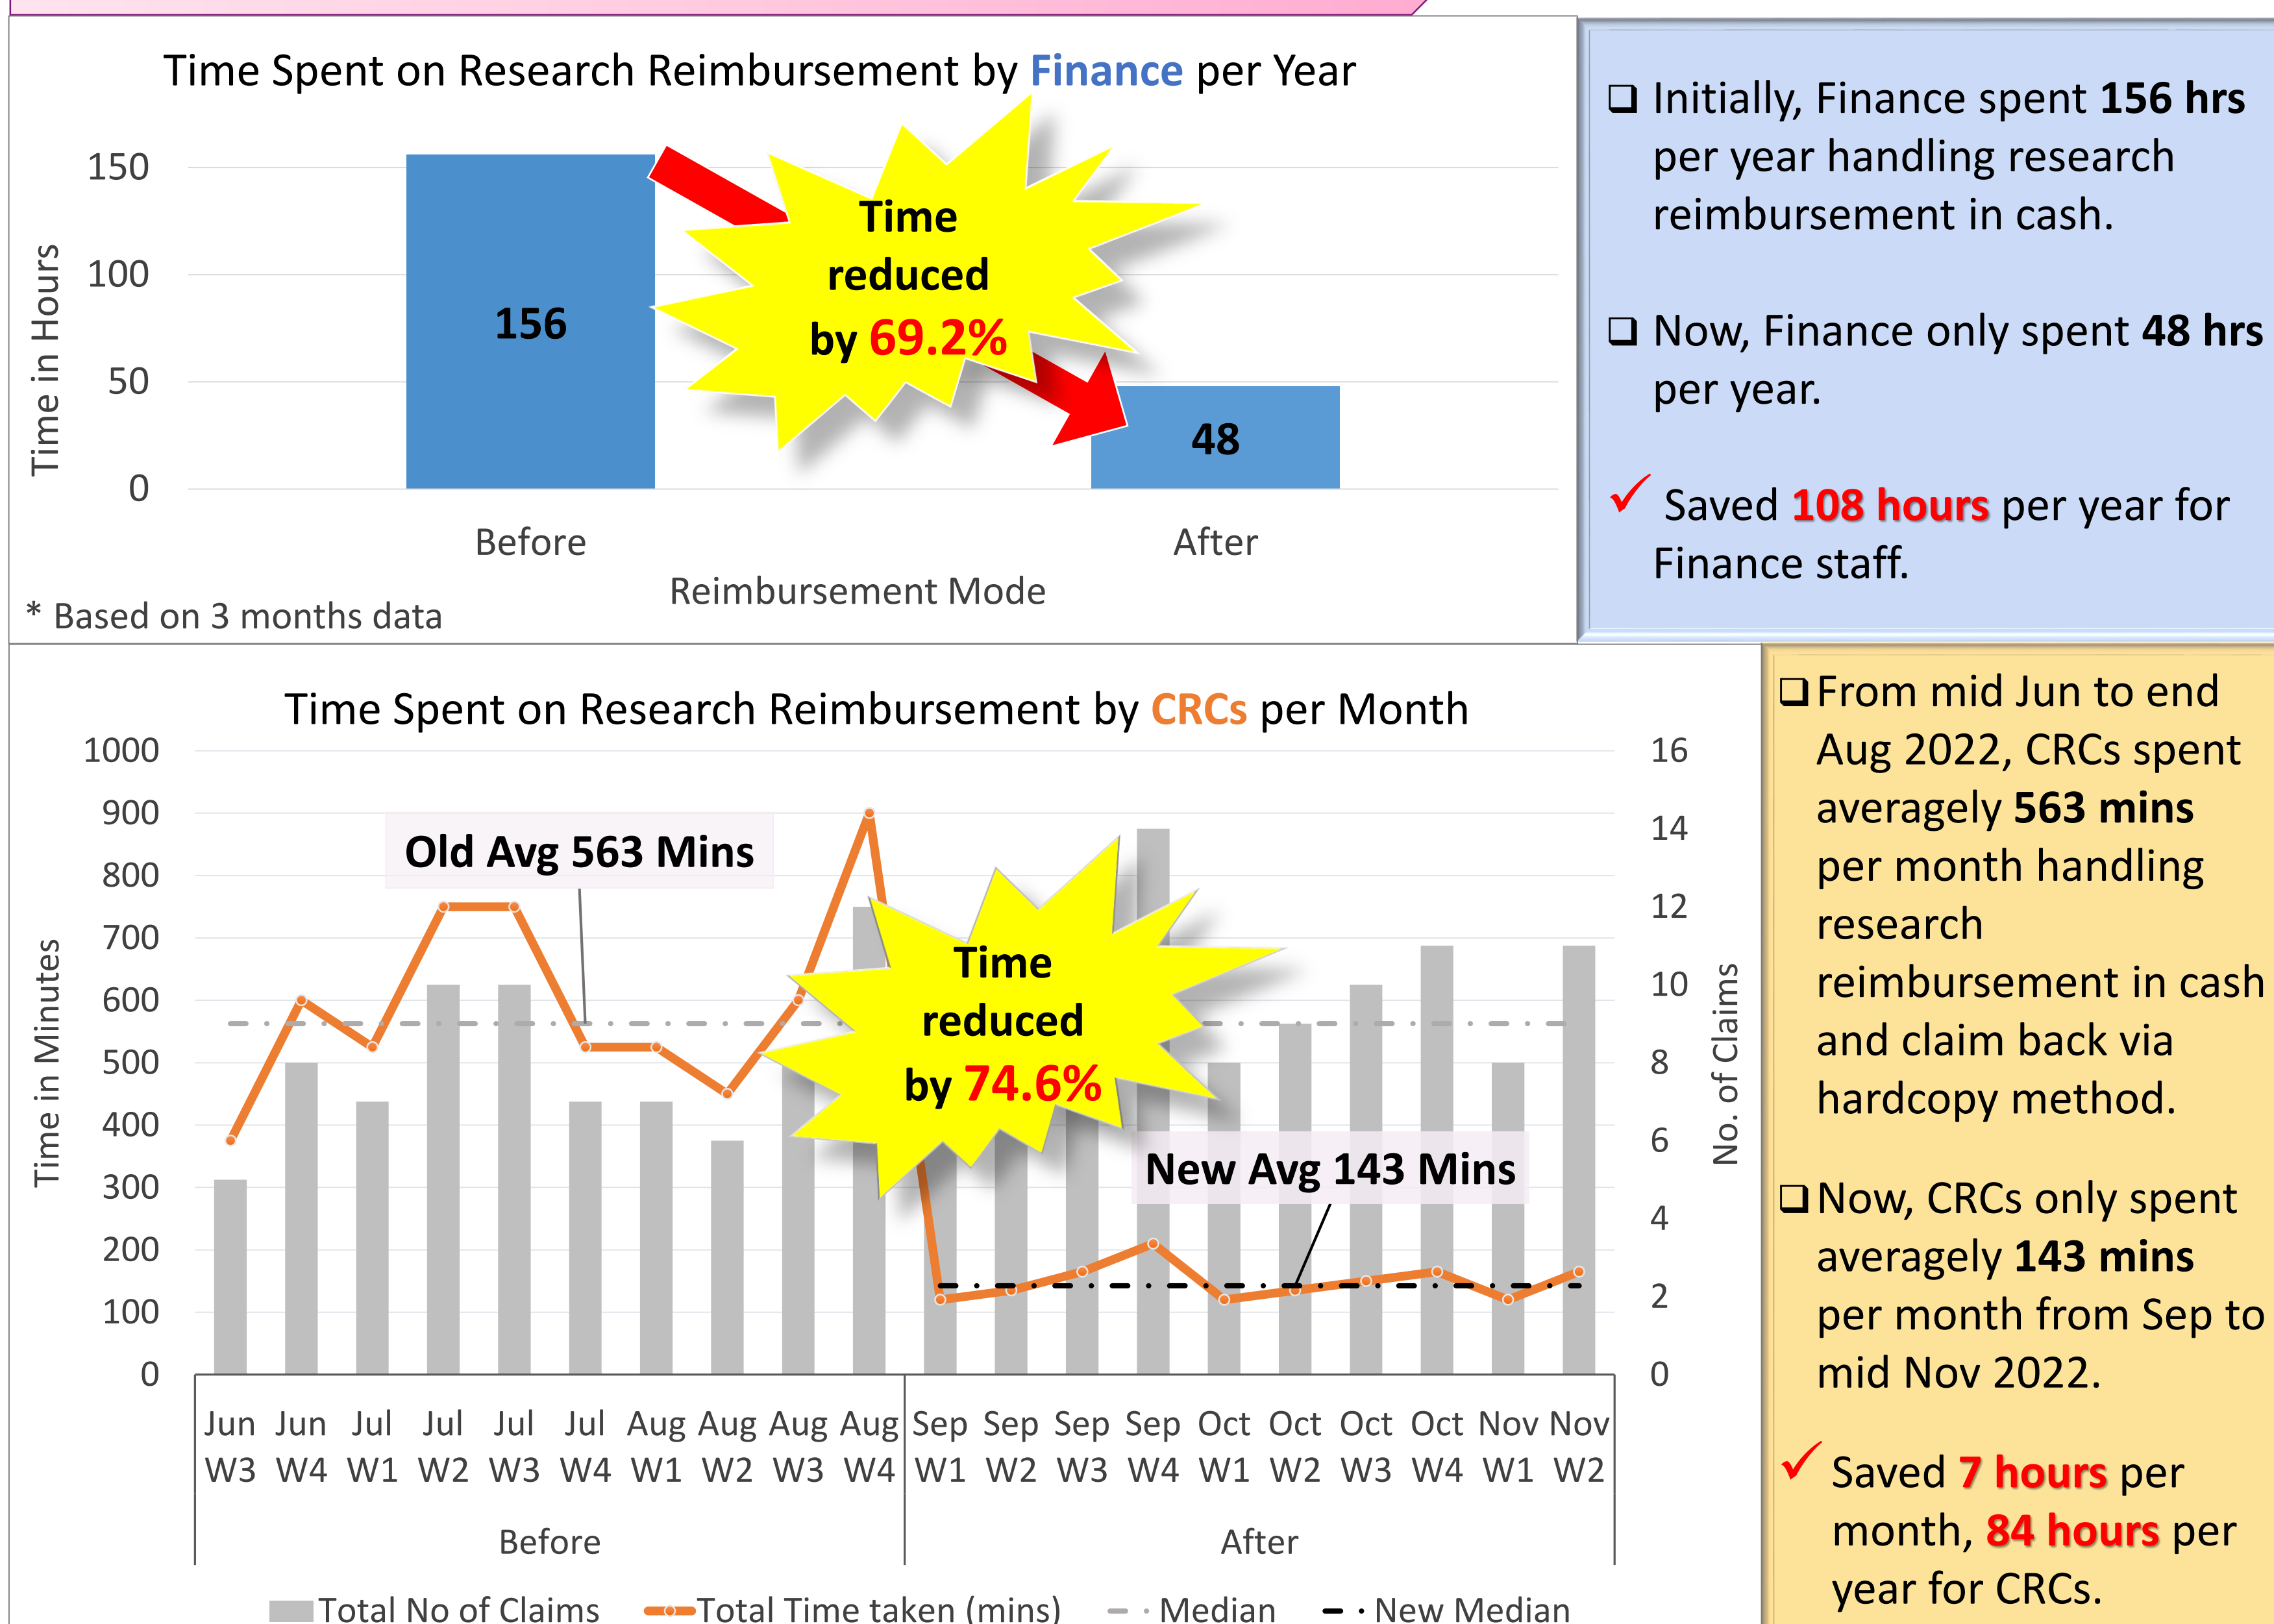 Time Spent on Research Reimbursement by Finance per Year
Time in Hours
150
100
50
0
156
Time
reduced
by 69.2%
48
Before
After
Reimbursement Mode
* Based on 3 months data
❑ Initially, Finance spent 156 hrs
per year handling research
reimbursement in cash.
❑ Now, Finance only spent 48 hrs
per year.
✓ Saved 108 hours per year for
Finance staff.
Time Spent on Research Reimbursement by CRCs per Month
Time in Minutes
1000
900
800
700
600
500
400
300
200
100
0
Old Avg 563 Mins
Time
reduced
by 74.6%
New Avg 143 Mins
16
14
12
10
8
6
4
2
0
No. of Claims
Jun Jun Jul Jul Jul Jul Aug Aug Aug Aug Sep Sep Sep Sep Oct Oct Oct Oct Nov Nov
W3 W4 W1 W2 W3 W4 W1 W2 W3 W4 W1 W2 W3 W4 W1 W2 W3 W4 W1 W2
Before
After
Total No of Claims Total Time taken (mins) Median New Median
❑ From mid Jun to end
Aug 2022, CRCs spent
averagely 563 mins
per month handling
research
reimbursement in cash
and claim back via
hardcopy method.
❑ Now, CRCs only spent
averagely 143 mins
per month from Sep to
mid Nov 2022.
✓ Saved 7 hours per
month, 84 hours per
year for CRCs.